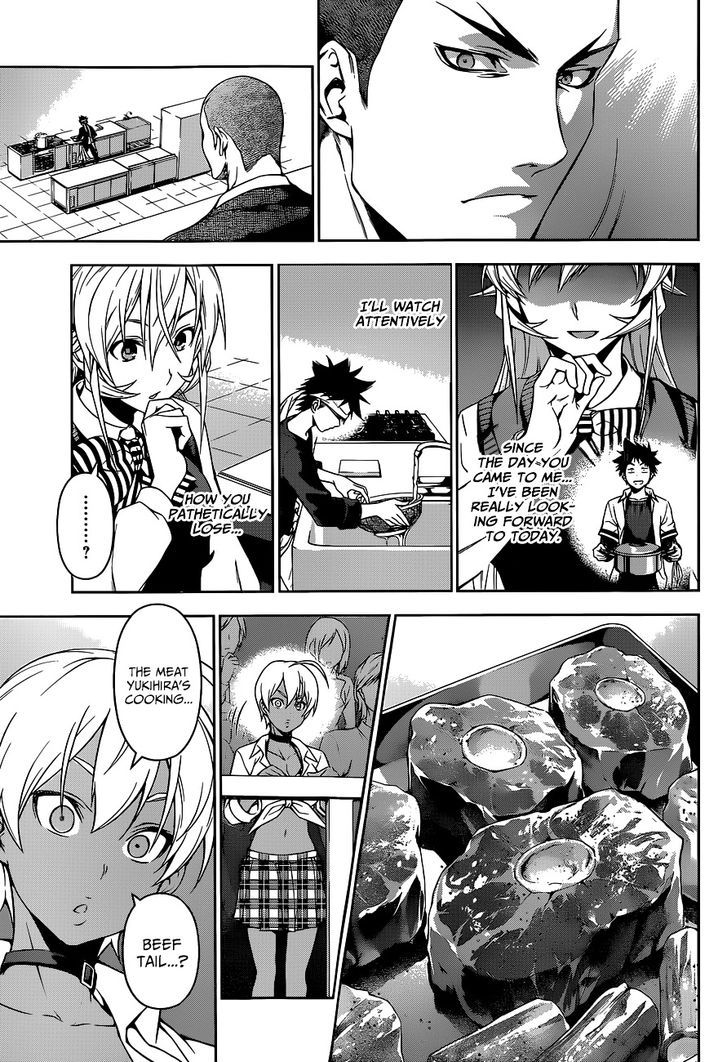 SINCE
THE DAY YOU
CAME TO ME...
I'VE BEEN
REALLY LOOK-
ING FORWARD
TO TODAY.
I'LL WATCH
ATTENTIVELY
HOW YOU
PATHETICALLY
LOSE...
.........
?
THE MEAT
YUKIHIRA'S
COOKING...
BEEF
TAIL...?